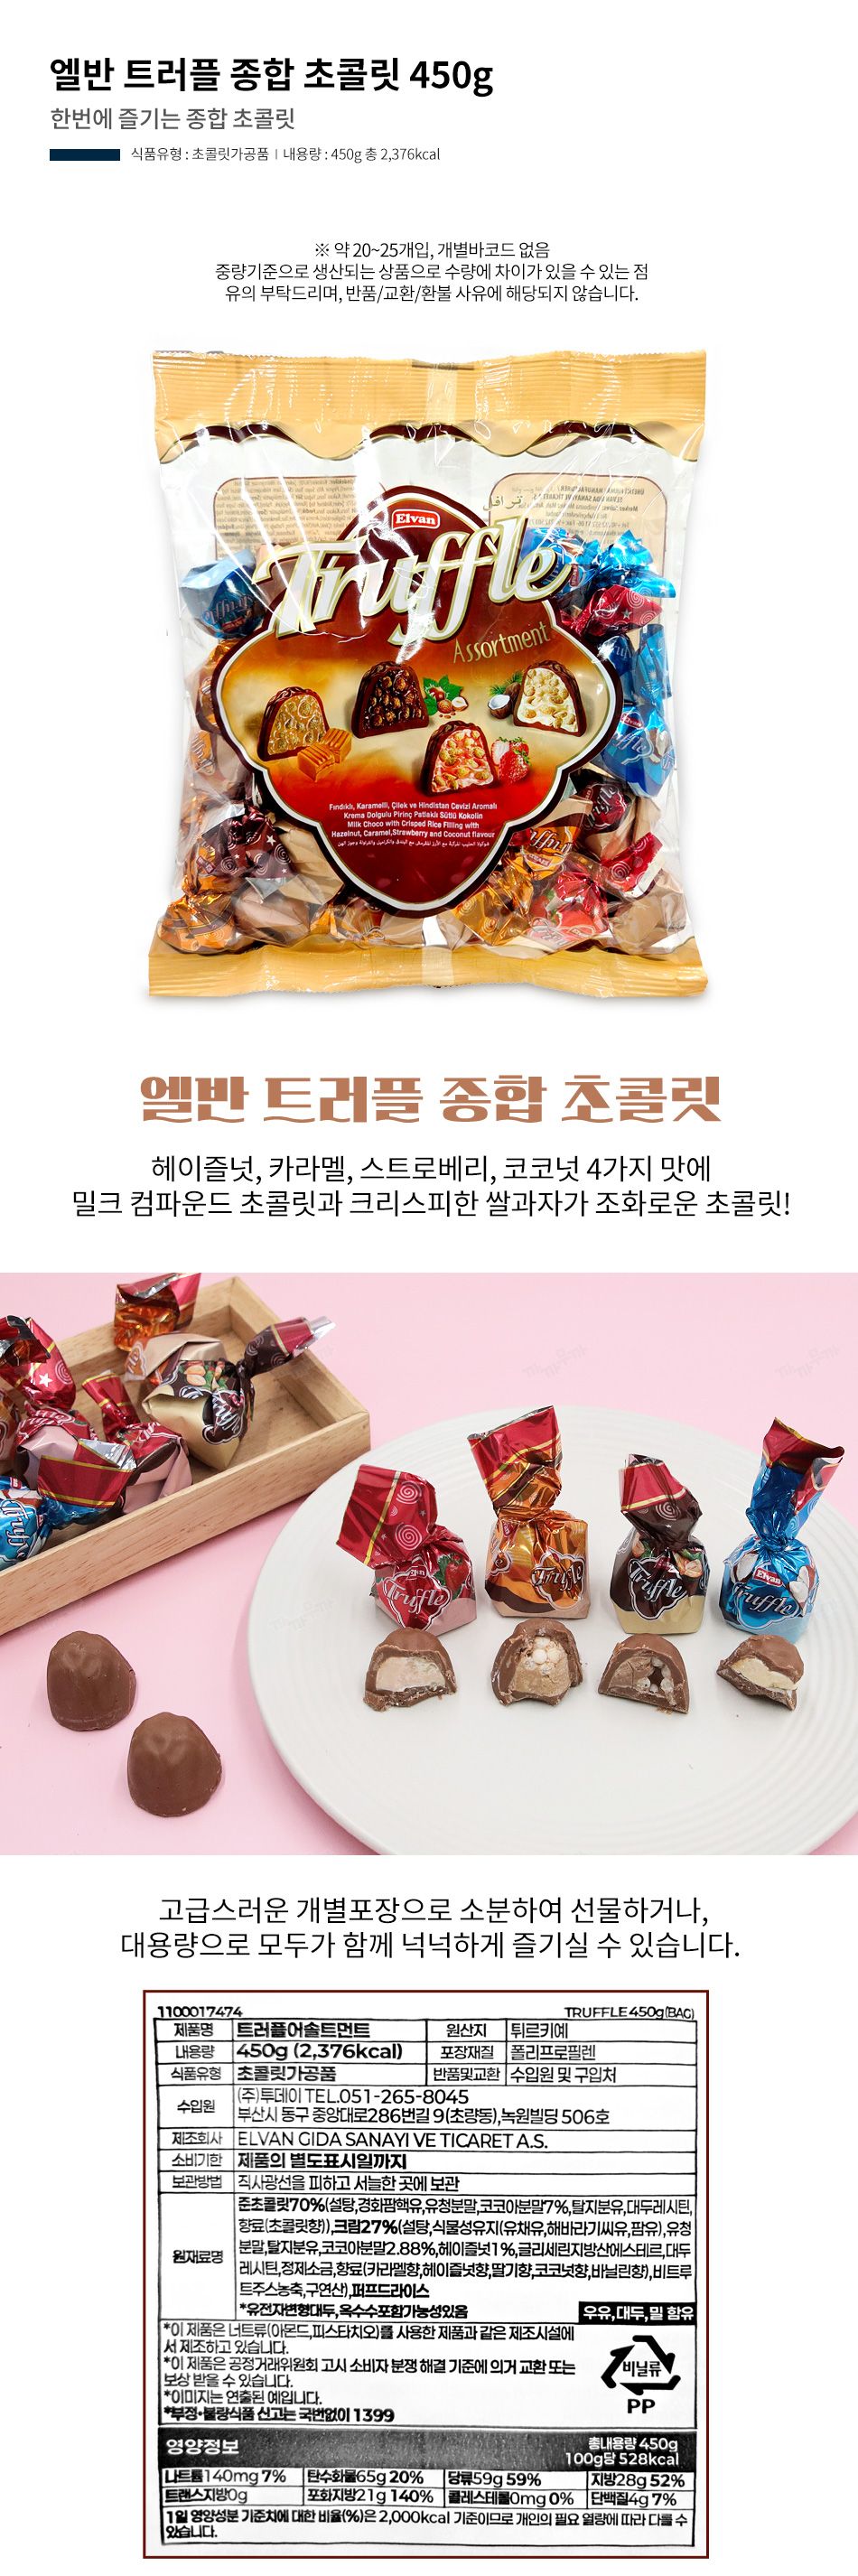 엘반 트러플 종합 초콜릿 450g
한번에 즐기는 종합 초콜릿
식품유형 : 초콜릿가공품 ㅣ 내용량 : 450g 총 2,376kcal
※ 약 20~25개입, 개별바코드 없음
중량기준으로 생산되는 상품으로 수량에 차이가 있을 수 있는 점
유의 부탁드리며, 반품/교환/환불 사유에 해당되지 않습니다.
Elvan
Truffle
Assortment
Fındıklı, Karamelli, Çilek ve Hindistan Cevizi Aromalı
Krema Dolgulu Pirinç Patlaklı Sütlü Kokolin
Milk Choco with Crisped Rice Filling with
Hazelnut, Caramel,Strawberry and Coconut flavour
엘반 트러플 종합 초콜릿
헤이즐넛, 카라멜, 스트로베리, 코코넛 4가지 맛에
밀크 컴파운드 초콜릿과 크리스피한 쌀과자가 조화로운 초콜릿!
Truffle
Truffle
Truffle
Elvan
Truffle
고급스러운 개별포장으로 소분하여 선물하거나,
대용량으로 모두가 함께 넉넉하게 즐기실 수 있습니다.
1100017474 TRUFFLE 450g(BAG)
제품명 트러플어솔트먼트 원산지 튀르키예
내용량 450g (2,376kcal) 포장재질 폴리프로필렌
식품유형 초콜릿가공품 반품및교환 수입원 및 구입처
수입원 (주)투데이 TEL.051-265-8045
부산시 동구 중앙대로286번길 9(초량동),녹원빌딩 506호
제조회사 ELVAN GIDA SANAYI VE TICARET A.S.
소비기한 제품의 별도표시일까지
보관방법 직사광선을 피하고 서늘한 곳에 보관
원재료명 준초콜릿70%(설탕,경화팜핵유,유청분말,코코아분말7%,탈지분유,대두레시틴,
향료(초콜릿향)),크림27%(설탕,식물성유지(유채유,해바라기씨유,팜유),유청
분말,탈지분유,코코아분말2.88%,헤이즐넛1%,글리세린지방산에스테르,대두
레시틴,정제소금,향료(카라멜향,헤이즐넛향,딸기향,코코넛향,바닐린향),비트루
트주스농축,구연산),퍼프드라이스
*유전자변형대두,옥수수포함가능성있음 우유,대두,밀 함유
*이 제품은 너트류(아몬드,피스타치오)를 사용한 제품과 같은 제조시설에
서 제조하고 있습니다.
*이 제품은 공정거래위원회 고시 소비자 분쟁 해결 기준에 의거 교환 또는
보상 받을 수 있습니다.
*이미지는 연출된 예입니다.
*부정•불량식품 신고는 국번없이 1399
비닐류
PP
영양정보 총내용량 450g
100g당 528kcal
나트륨140mg 7% 탄수화물65g 20% 당류59g 59% 지방28g 52%
트랜스지방0g 포화지방21g 140% 콜레스테롤0mg 0% 단백질4g 7%
1일 영양성분 기준치에 대한 비율(%)은 2,000kcal 기준이므로 개인의 필요 열량에 따라 다를 수
있습니다.